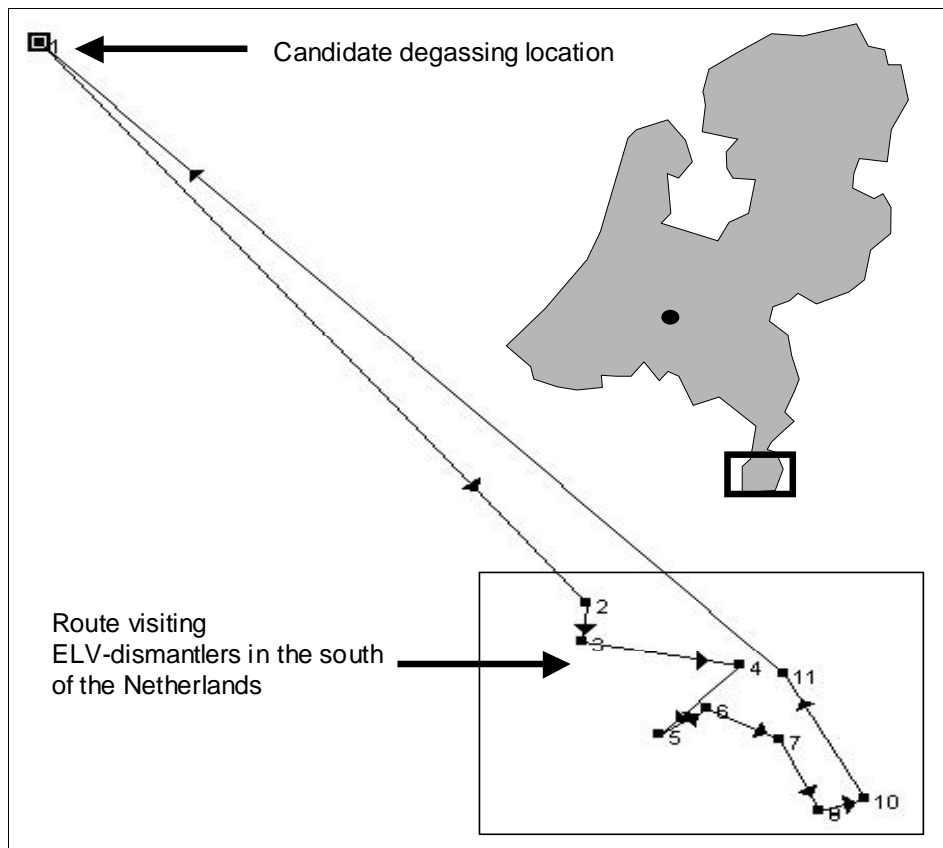 1
Candidate degassing location
2
3
Route visiting
ELV-dismantlers in the south
of the Netherlands
4
11
6
5
7
10